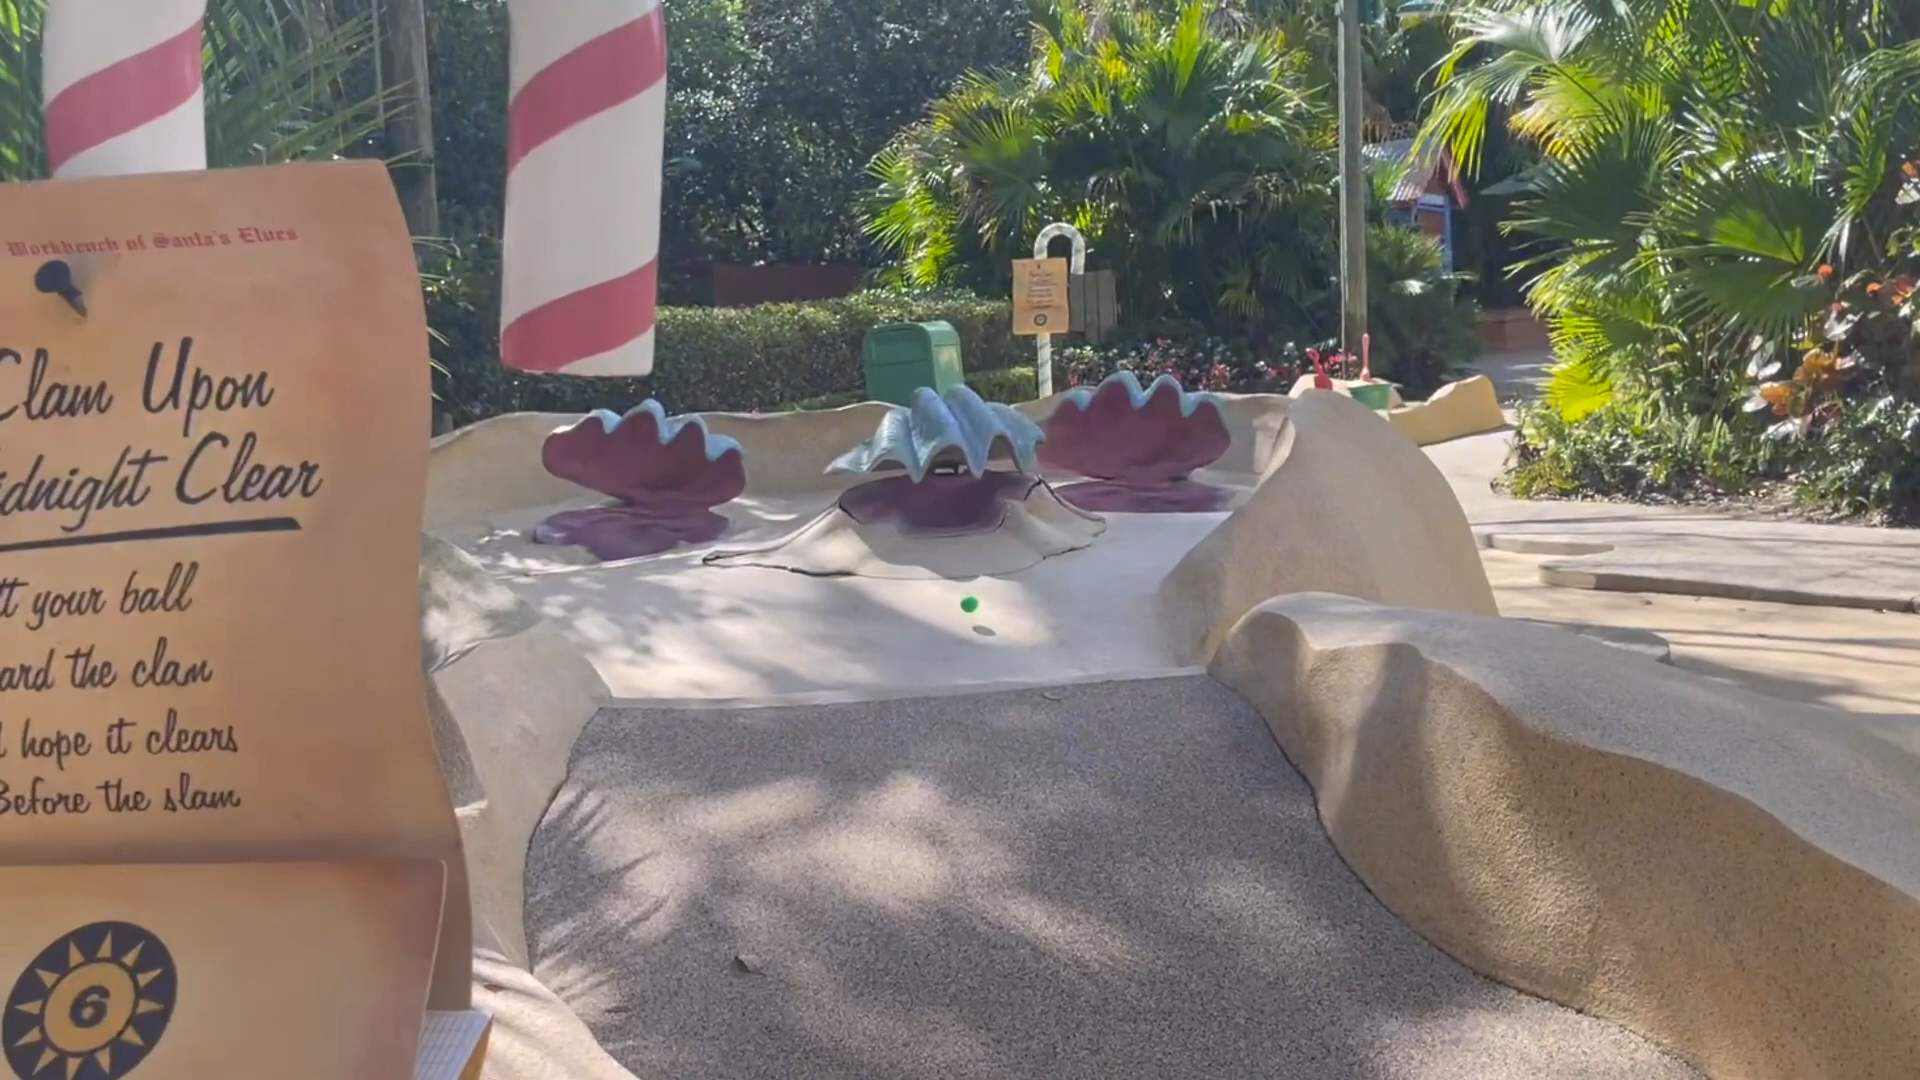 Workbench of Santa's Elves
Clam Upon
idnight Clear
tt your ball
ard the clam
hope it clears
Before the slam
6